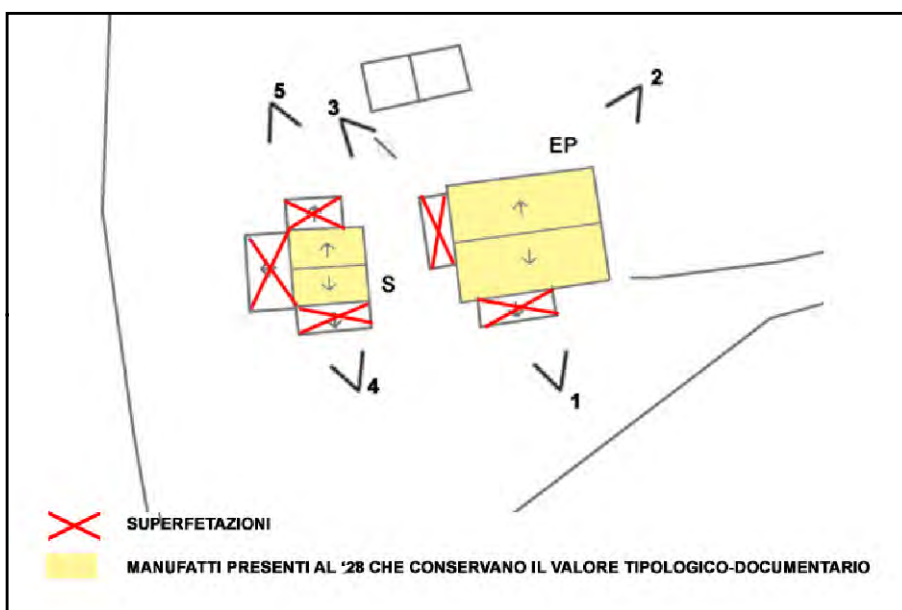 2
5
3
EP
S
4
1
SUPERFETAZIONI
MANUFATTI PRESENTI AL '28 CHE CONSERVANO IL VALORE TIPOLOGICO-DOCUMENTARIO